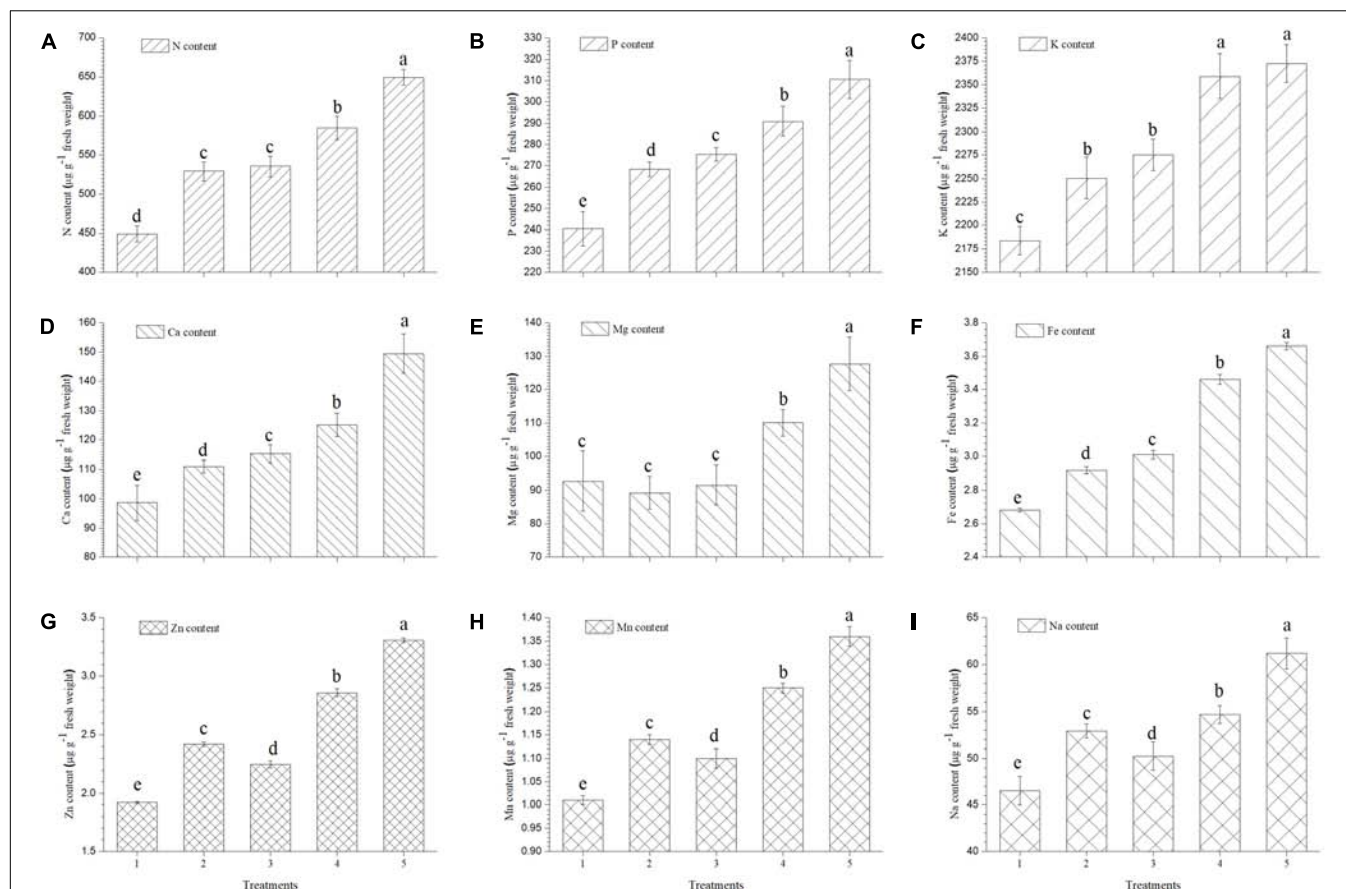 A
N content
N content (µg g-1 fresh weight)
700
650
600
550
500
450
400
d
c
c
b
a
B
P content
P content (µg g-1 fresh weight)
330
320
310
300
290
280
270
260
250
240
230
220
e
d
c
b
a
C
K content
K content (µg g-1 fresh weight)
2400
2375
2350
2325
2300
2275
2250
2225
2200
2175
2150
c
b
b
a
a
D
Ca content
Ca content (µg g-1 fresh weight)
160
150
140
130
120
110
100
90
80
e
d
c
b
a
E
Mg content
Mg content (µg g-1 fresh weight)
140
130
120
110
100
90
80
70
c
c
c
b
a
F
Fe content
Fe content (µg g-1 fresh weight)
3.8
3.6
3.4
3.2
3.0
2.8
2.6
2.4
e
d
c
b
a
G
Zn content
Zn content (µg g-1 fresh weight)
3.5
3.0
2.5
2.0
1.5
e
c
d
b
a
1 2 3 4 5
Treatments
H
Mn content
Mn content (µg g-1 fresh weight)
1.40
1.35
1.30
1.25
1.20
1.15
1.10
1.05
1.00
0.95
0.90
e
c
d
b
a
1 2 3 4 5
Treatments
I
Na content
Na content (µg g-1 fresh weight)
65
60
55
50
45
40
e
c
d
b
a
1 2 3 4 5
Treatments